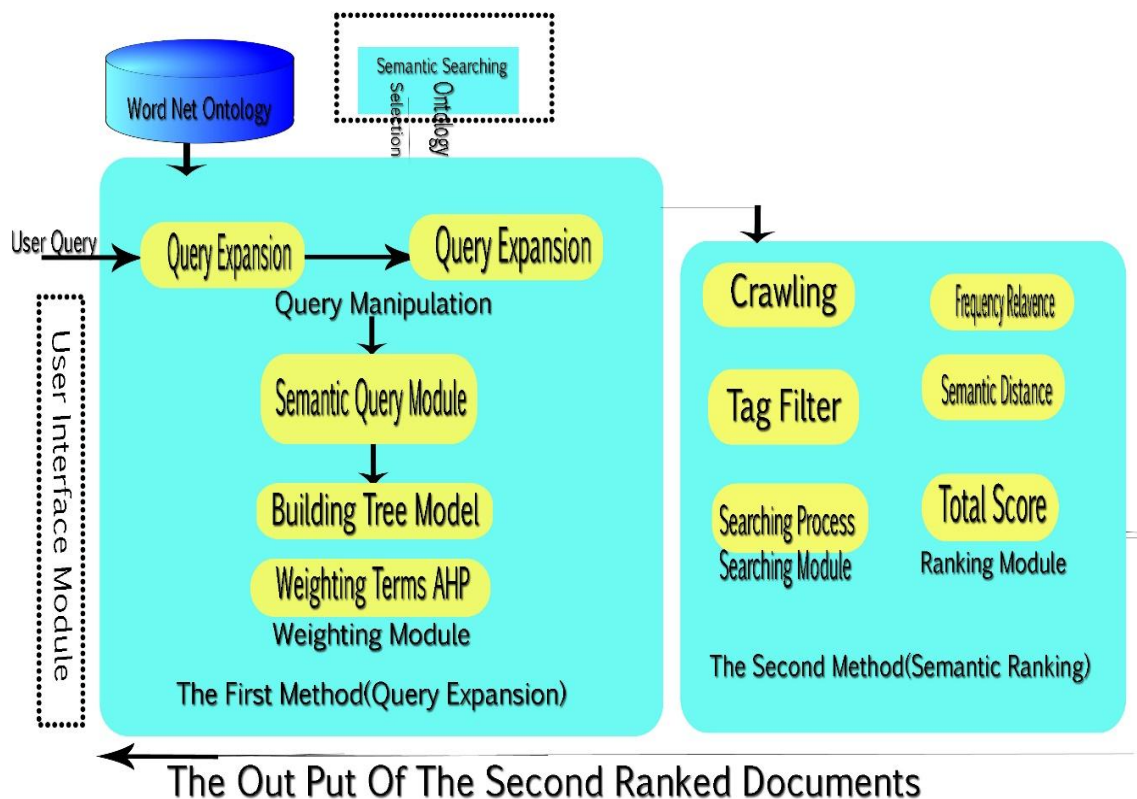 Word Net Ontology
Semantic Searching
Ontology
Selection
User Query
Query Expansion
Query Expansion
Query Manipulation
Semantic Query Module
Building Tree Model
Weighting Terms AHP
Weighting Module
The First Method(Query Expansion)
User Interface Module
Crawling
Tag Filter
Searching Process
Searching Module
Frequency Relavence
Semantic Distance
Total Score
Ranking Module
The Second Method(Semantic Ranking)
The Out Put Of The Second Ranked Documents